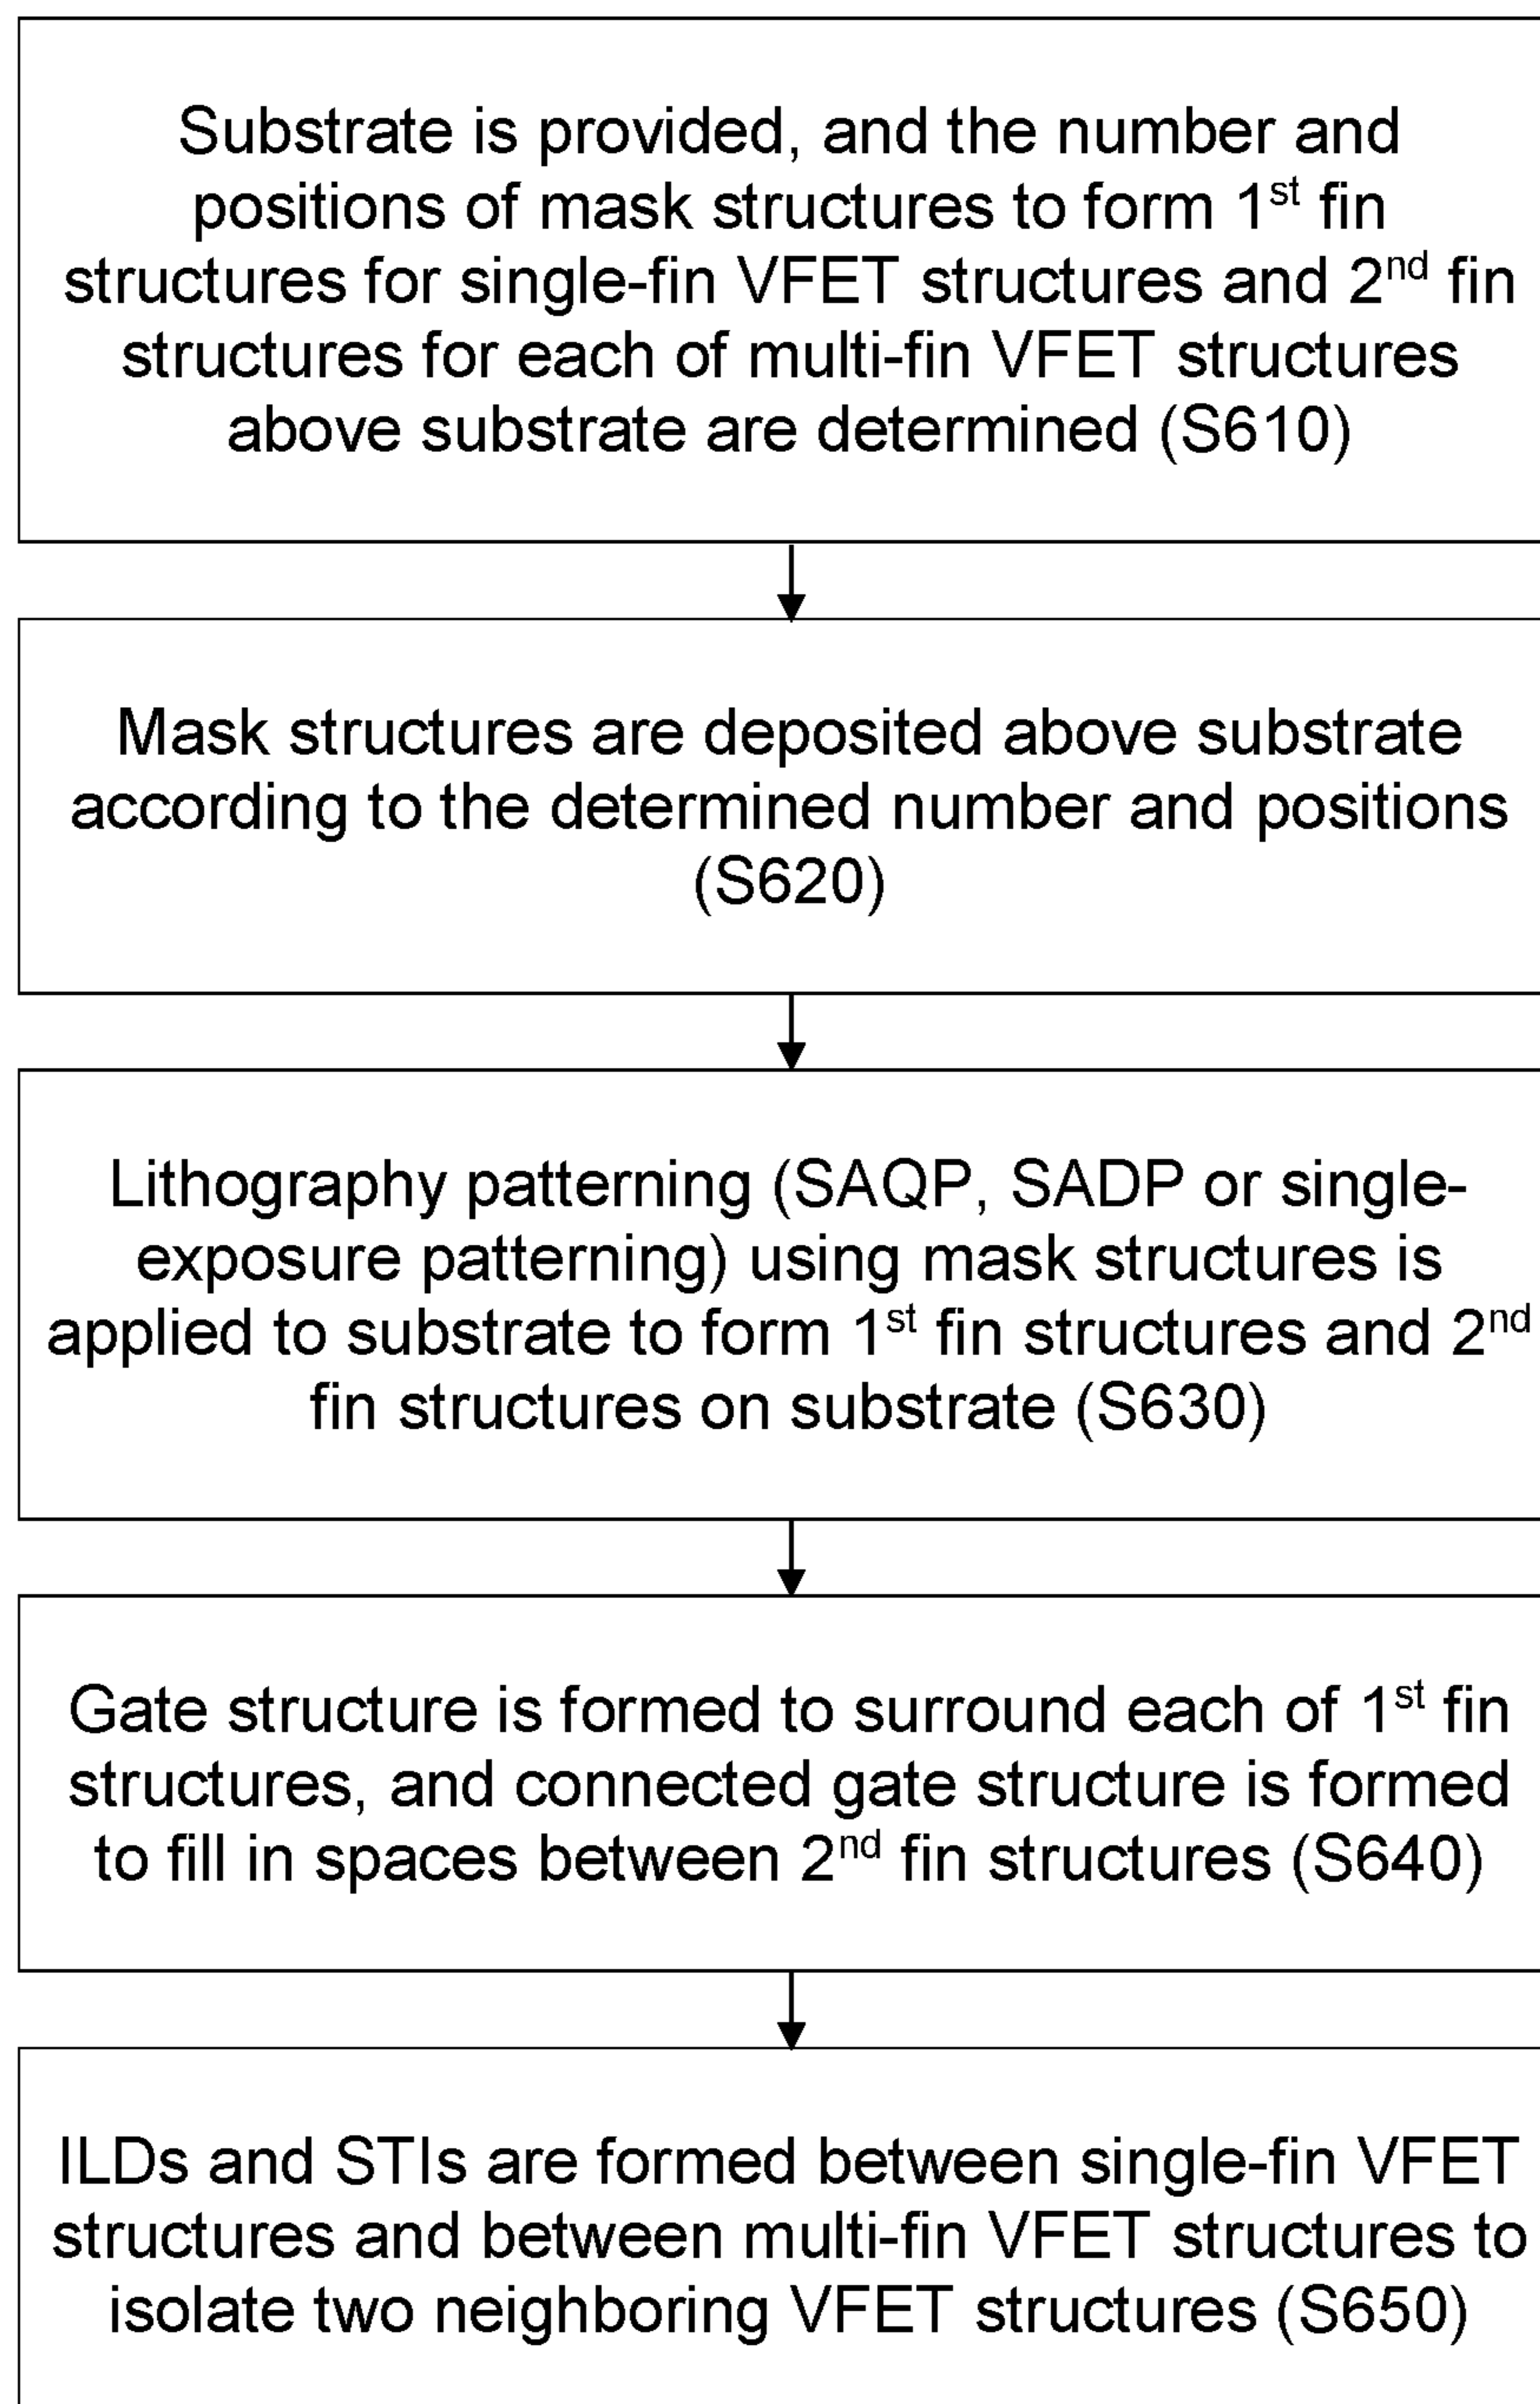 Substrate is provided, and the number and
positions of mask structures to form 1st fin
structures for single-fin VFET structures and 2nd fin
structures for each of multi-fin VFET structures
above substrate are determined (S610)
Mask structures are deposited above substrate
according to the determined number and positions
(S620)
Lithography patterning (SAQP, SADP or single-
exposure patterning) using mask structures is
applied to substrate to form 1st fin structures and 2nd
fin structures on substrate (S630)
Gate structure is formed to surround each of 1st fin
structures, and connected gate structure is formed
to fill in spaces between 2nd fin structures (S640)
ILDs and STIs are formed between single-fin VFET
structures and between multi-fin VFET structures to
isolate two neighboring VFET structures (S650)